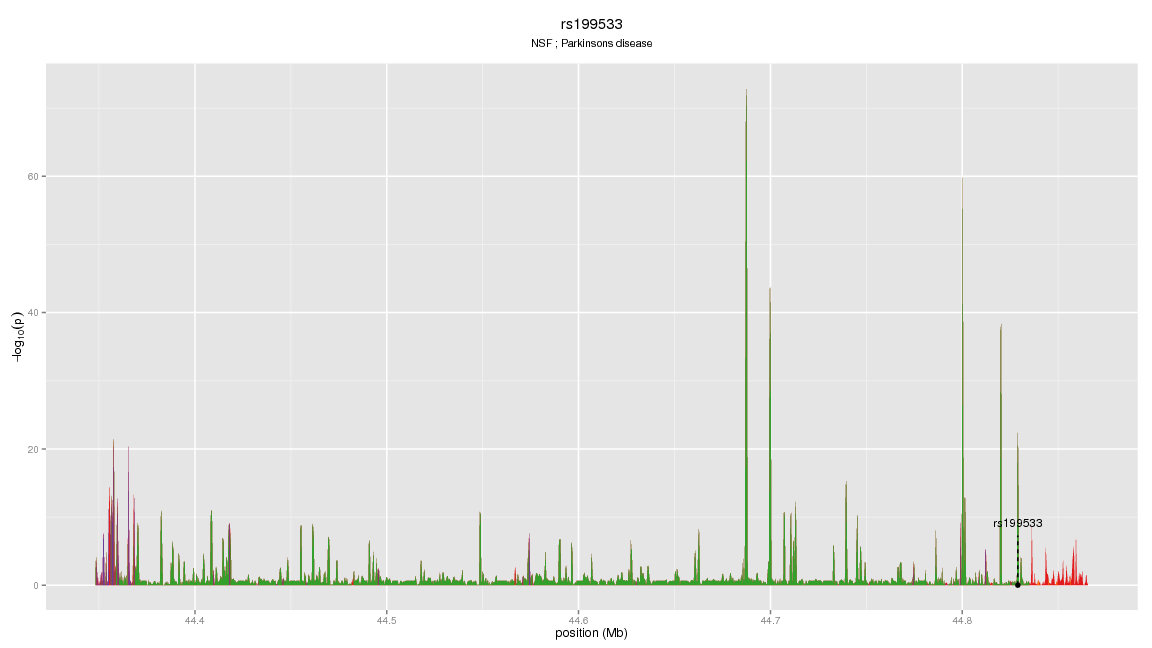 rs199533
NSF ; Parkinsons disease
−log10(p)
60
40
20
0
rs199533
44.4 44.5 44.6 44.7 44.8
position (Mb)